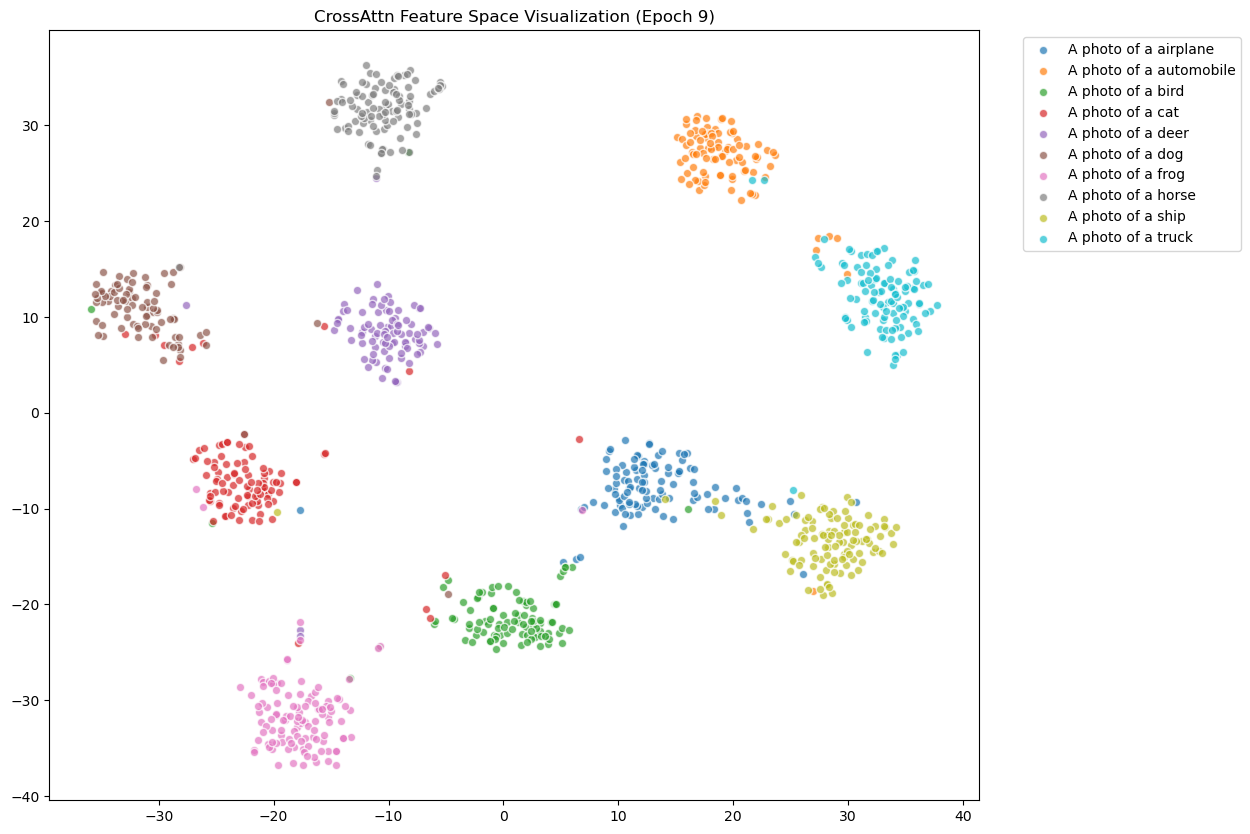 CrossAttn Feature Space Visualization (Epoch 9)
A photo of a airplane
A photo of a automobile
A photo of a bird
A photo of a cat
A photo of a deer
A photo of a dog
A photo of a frog
A photo of a horse
A photo of a ship
A photo of a truck
30
20
10
0
−10
−20
−30
−40
−30 −20 −10 0 10 20 30 40